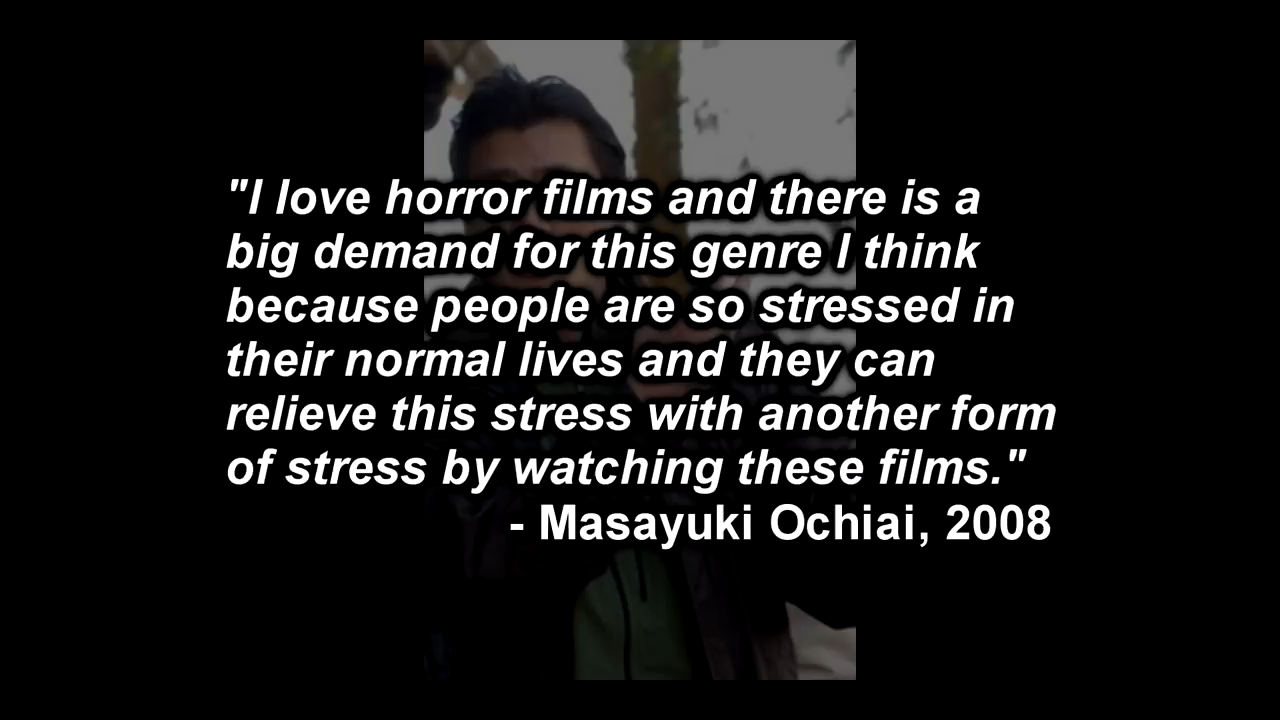 "I love horror films and there is a
big demand for this genre I think
because people are so stressed in
their normal lives and they can
relieve this stress with another form
of stress by watching these films."
- Masayuki Ochiai, 2008